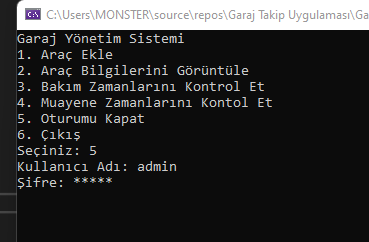 C:\Users\MONSTER\source\repos\Garaj Takip Uygulaması\Ga
Garaj Yönetim Sistemi
1. Araç Ekle
2. Araç Bilgilerini Görüntüle
3. Bakım Zamanlarını Kontrol Et
4. Muayene Zamanlarını Kontol Et
5. Oturumu Kapat
6. Çıkış
Seçiniz: 5
Kullanıcı Adı: admin
Şifre: *****